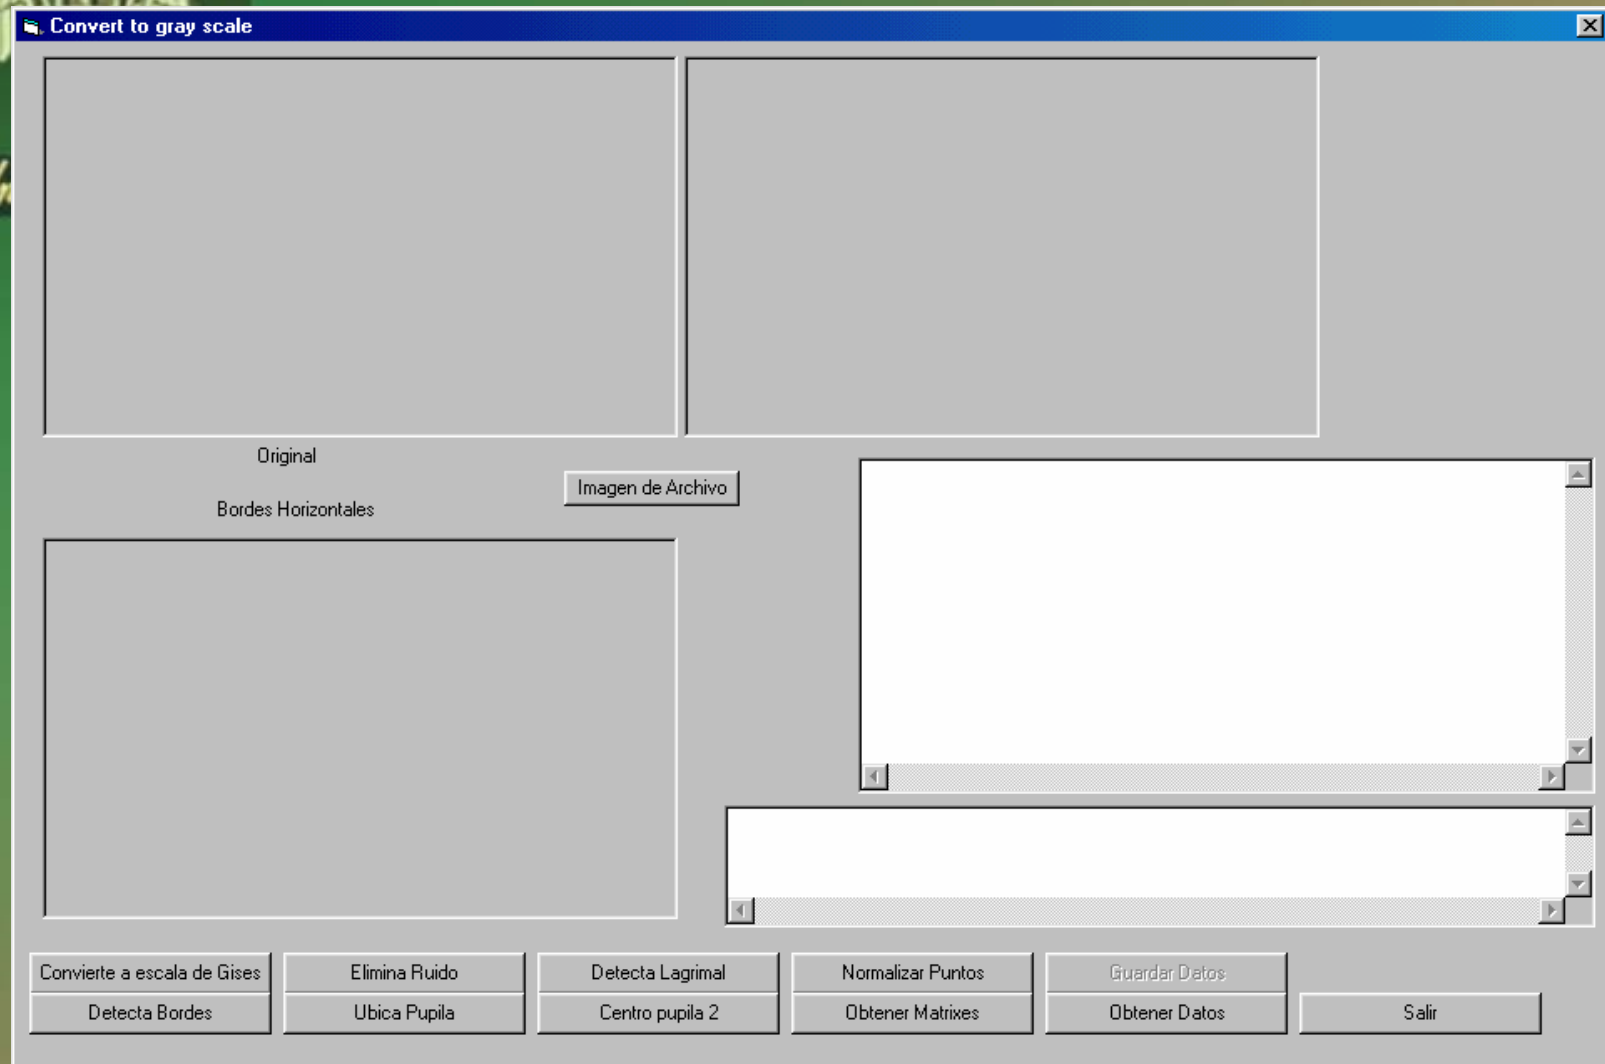 Convert to gray scale
Original
Imagen de Archivo
Bordes Horizontales
Convierte a escala de Gises
Elimina Ruido
Detecta Lagrimal
Normalizar Puntos
Guardar Datos
Detecta Bordes
Ubica Pupila
Centro pupila 2
Obtener Matrixes
Obtener Datos
Salir